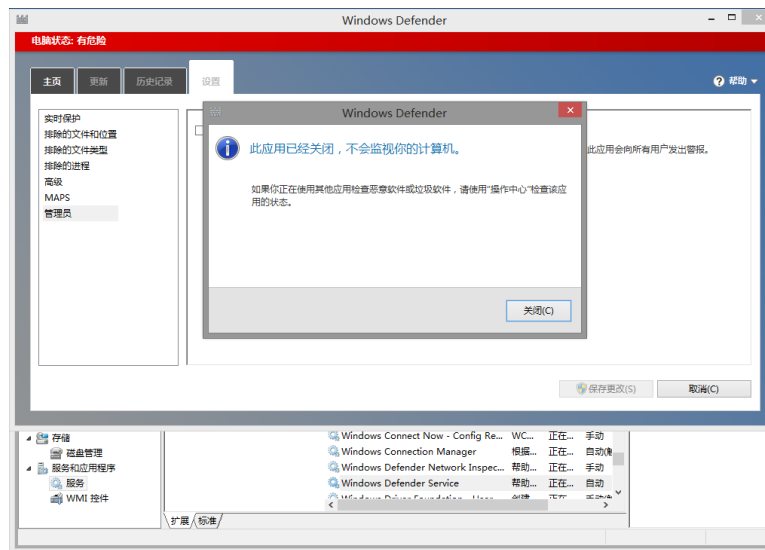 Windows Defender
电脑状态: 有危险
主页 更新 历史记录 设置 帮助
实时保护
排除的文件和位置
排除的文件类型
排除的进程
高级
MAPS
管理员
此应用会向所有用户发出警报。
Windows Defender
此应用已经关闭，不会监视你的计算机。
如果你正在使用其他应用检查恶意软件或垃圾软件，请使用"操作中心"检查该应
用的状态。
关闭(C)
保存更改(S) 取消(C)
存储
磁盘管理
服务和应用程序
服务
WMI 控件
Windows Connect Now - Config Re... WC... 正在... 手动
Windows Connection Manager 根据... 正在... 自动(触
Windows Defender Network Inspec... 帮助... 正在... 手动
Windows Defender Service 帮助... 正在... 自动
Windows Driver Foundation - User
扩展 标准